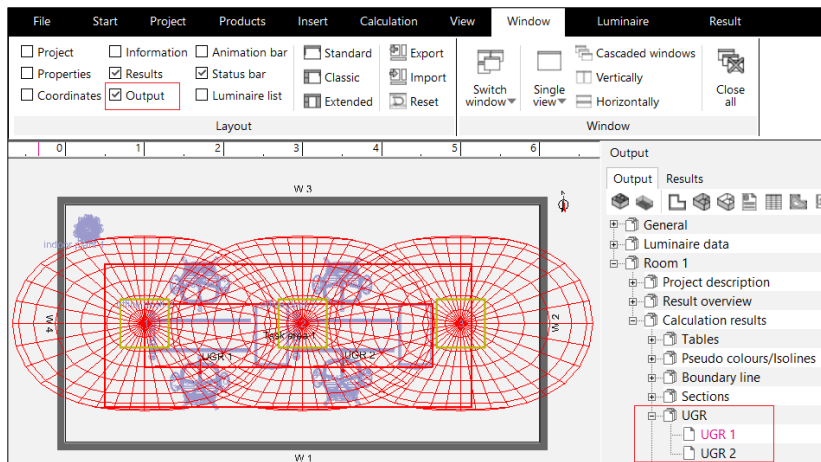 File Start Project Products Insert Calculation View Window Luminaire Result
Project Information Animation bar Standard Export Cascaded windows
Properties Results Status bar Classic Import Vertically
Coordinates Output Luminaire list Extended Reset Horizontally
Switch window
Single view
Close all
Layout Window
0 1 2 3 4 5 6
Output
Output Results
W 3
General
Luminaire data
Room 1
Project description
Result overview
Calculation results
Tables
Pseudo colours/Isolines
Boundary line
Sections
UGR
UGR 1
UGR 2
W 4
W 2
Task area 1
UGR 1
UGR 2
W 1